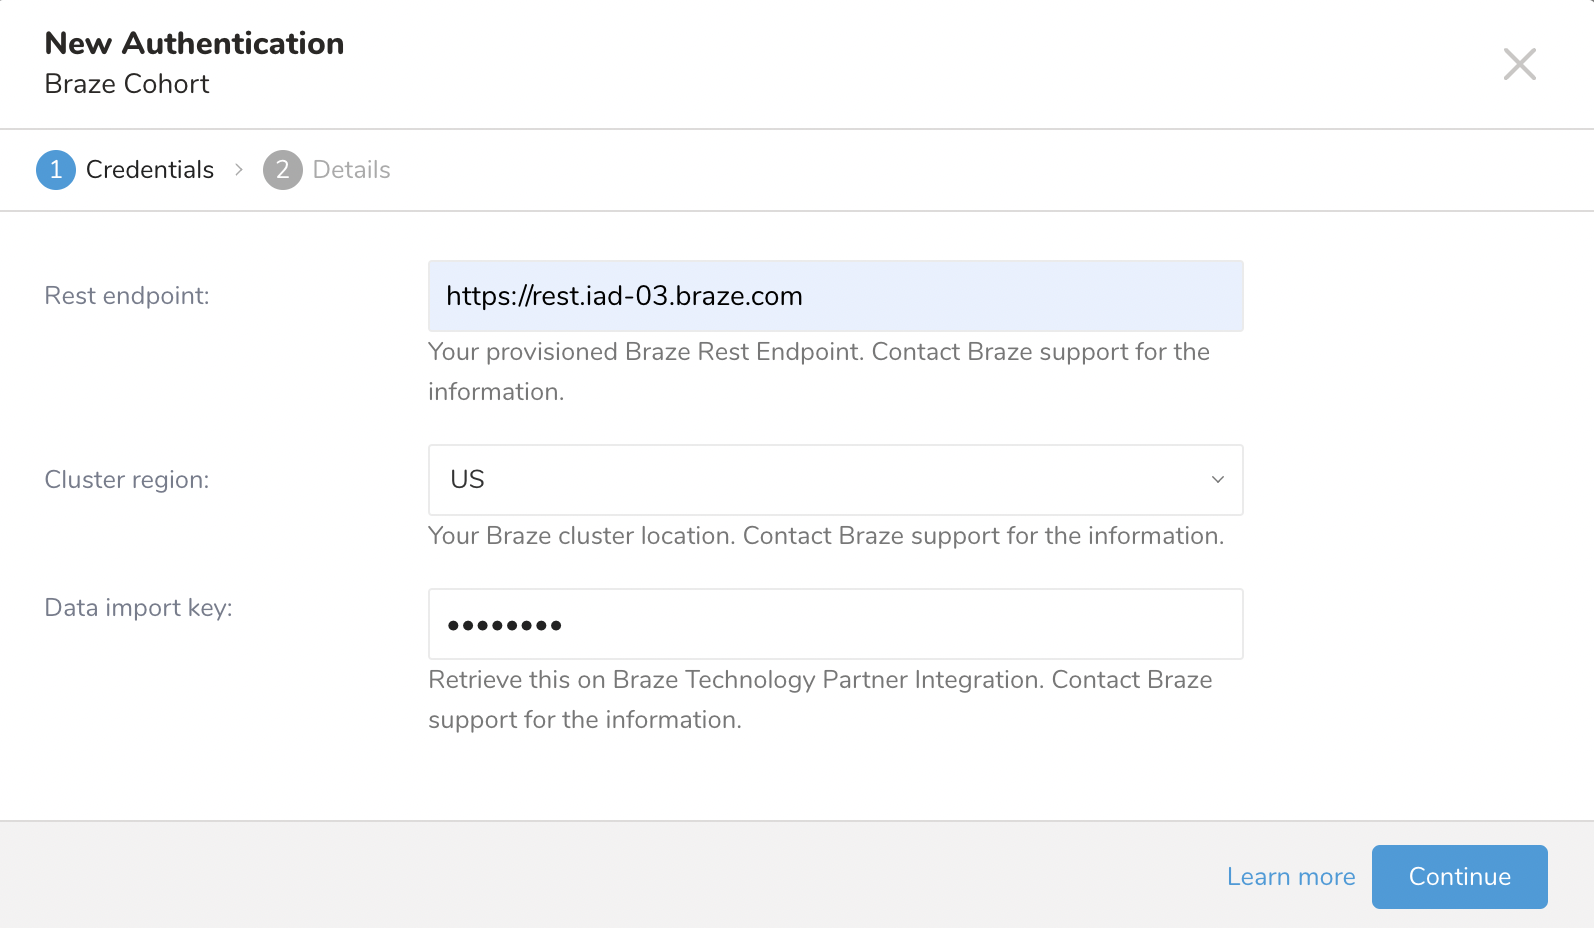 New Authentication
Braze Cohort
1 Credentials > 2 Details
Rest endpoint:
https://rest.iad-03.braze.com
Your provisioned Braze Rest Endpoint. Contact Braze support for the
information.
Cluster region:
US
Your Braze cluster location. Contact Braze support for the information.
Data import key:
••••••••
Retrieve this on Braze Technology Partner Integration. Contact Braze
support for the information.
Learn more
Continue